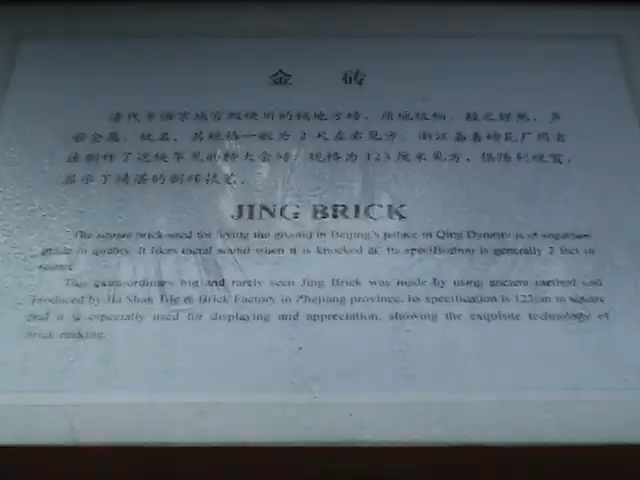 金 砖
清代专供京城宫殿使用的铺地方砖，质地极细，敲之铿然，声
如金属，故名，其规格一般为 2 尺左右见方。浙江嘉善砖瓦厂用古
法制作了这块罕见的特大金砖，规格为 123 厘米见方，供陈列观赏，
显示了精湛的制砖技艺。
JING BRICK
The square brick used for laying the ground in Beijing's palace in Qing Dynasty is of superior
grade in quality. It likes metal sound when it is knocked at. Its specification is generally 2 feet in
square.
This extraordinary big and rarely seen Jing Brick was made by using ancient method and
produced by Jia Shan Tile & Brick Factory in Zhejiang province. Its specification is 123cm in square
and it is especially used for displaying and appreciation, showing the exquisite technology of
brick making.